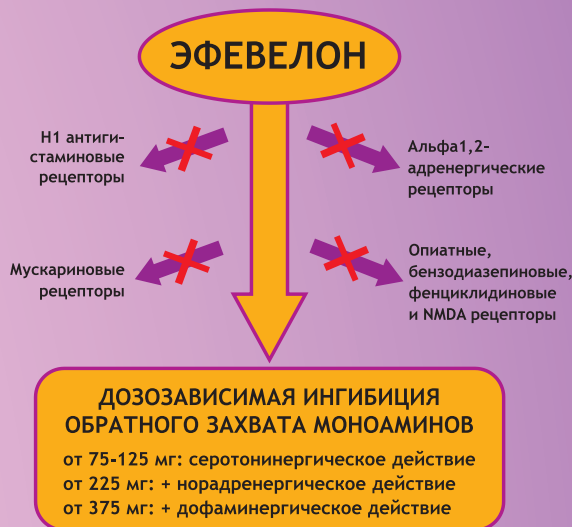 ЭФЕВЕЛОН
H1 антиги-
стаминовые
рецепторы
Альфа1,2-
адренергические
рецепторы
Мускариновые
рецепторы
Опиатные,
бензодиазепиновые,
фенциклидиновые
и NMDA рецепторы
ДОЗОЗАВИСИМАЯ ИНГИБИЦИЯ
ОБРАТНОГО ЗАХВАТА МОНОАМИНОВ
от 75-125 мг: серотонинергическое действие
от 225 мг: + норадренергическое действие
от 375 мг: + дофаминергическое действие